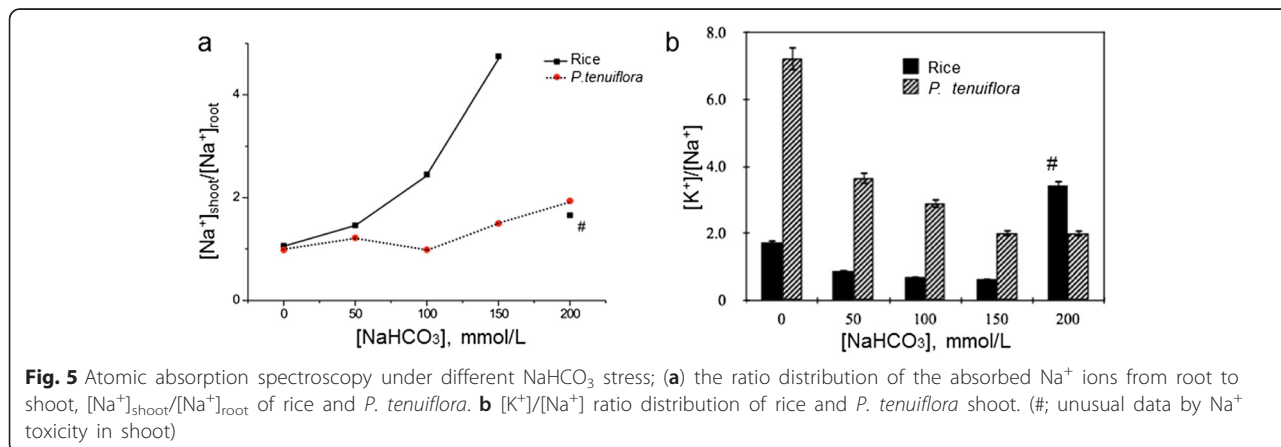 a
Rice
P.tenuiflora
4
2
0
[Na⁺]shoot/[Na⁺]root
#
0 50 100 150 200
[NaHCO₃], mmol/L
b
8.0
6.0
4.0
2.0
0
[K⁺]/[Na⁺]
Rice
P. tenuiflora
#
0 50 100 150 200
[NaHCO₃], mmol/L
Fig. 5 Atomic absorption spectroscopy under different NaHCO₃ stress; (a) the ratio distribution of the absorbed Na⁺ ions from root to
shoot, [Na⁺]shoot/[Na⁺]root of rice and P. tenuiflora. b [K⁺]/[Na⁺] ratio distribution of rice and P. tenuiflora shoot. (#; unusual data by Na⁺
toxicity in shoot)